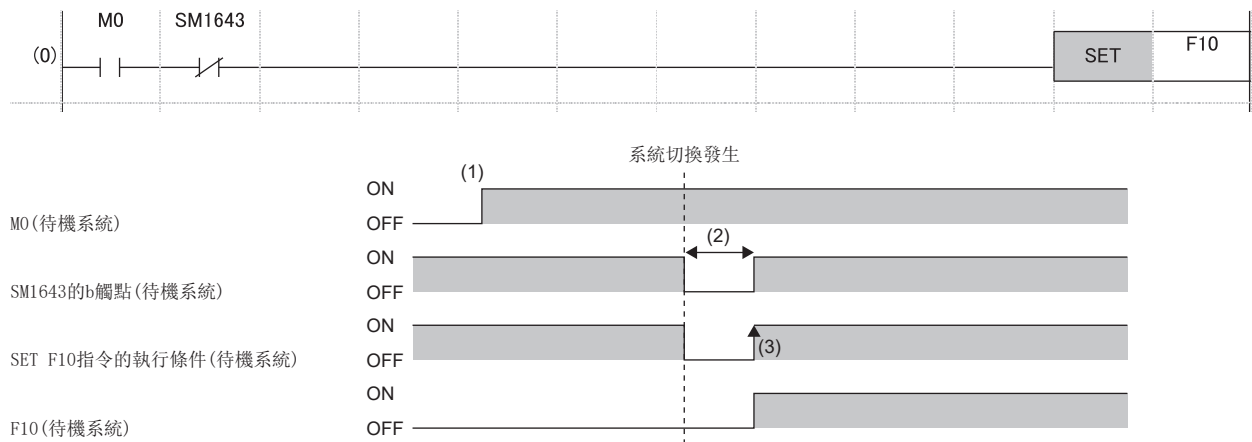 M0 SM1643
(0)
SET F10
系統切換發生
(1)
ON
M0(待機系統) OFF
(2)
ON
SM1643的b觸點(待機系統) OFF
ON
(3)
SET F10指令的執行條件(待機系統) OFF
ON
F10(待機系統) OFF